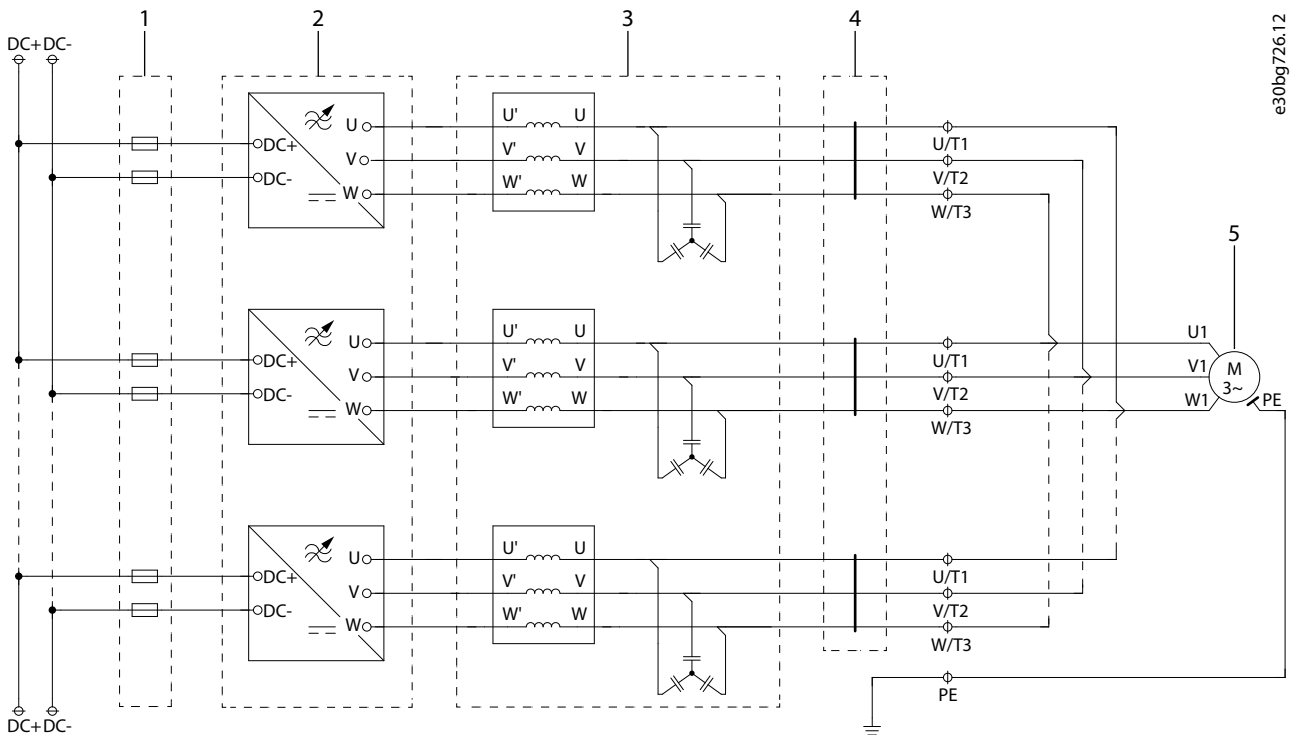 1 2 3 4
e30bg726.12
DC+ DC-
U' U
U
V' V
DC+ V
W' W
DC- W
U/T1
V/T2
W/T3
5
U' U
U
V' V
DC+ V
W' W
DC- W
U/T1
V/T2
W/T3
U1
V1
W1
M
3~
PE
U' U
U
V' V
DC+ V
W' W
DC- W
U/T1
V/T2
W/T3
PE
DC+ DC-